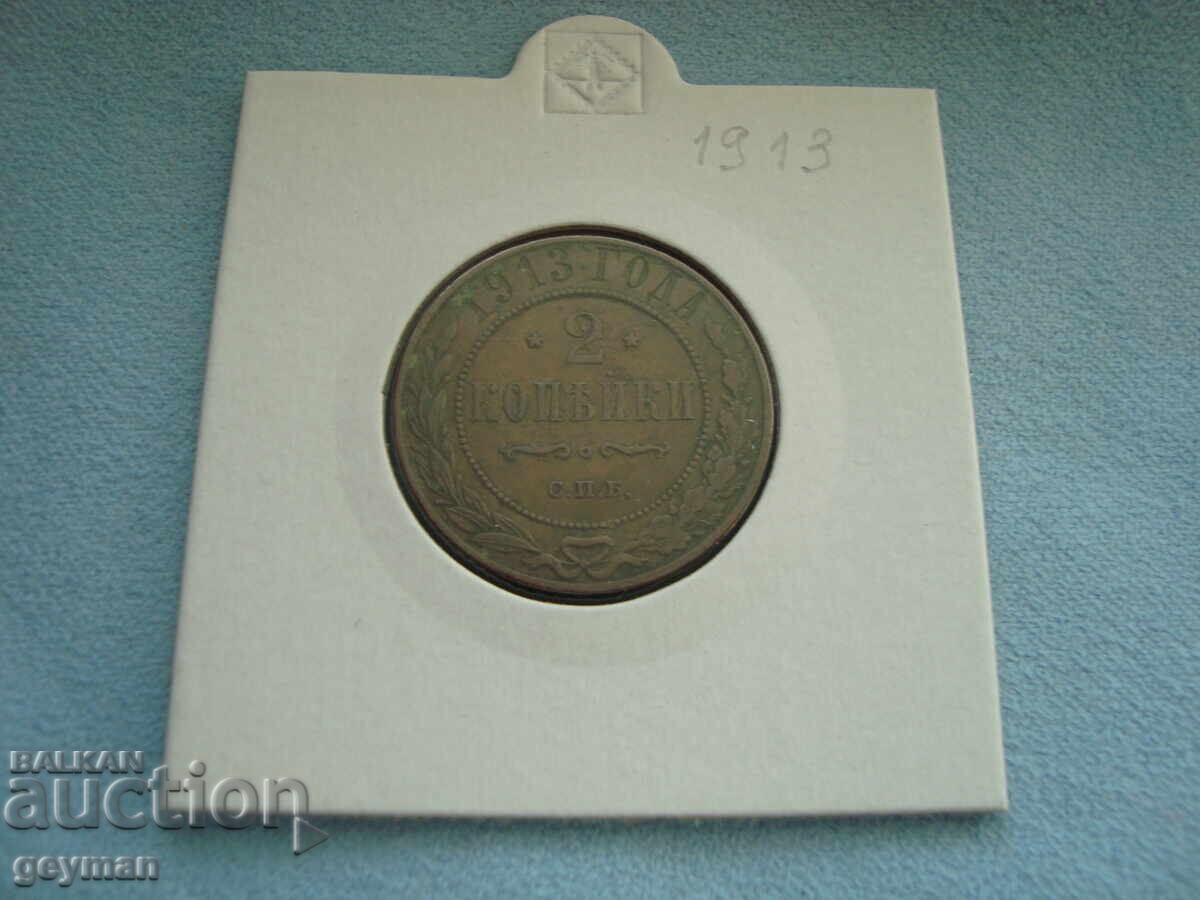 1913
1913 ГОДА
* 2 *
КОПѢЙКИ
С.П.Б.
BALKAN
auction
geyman